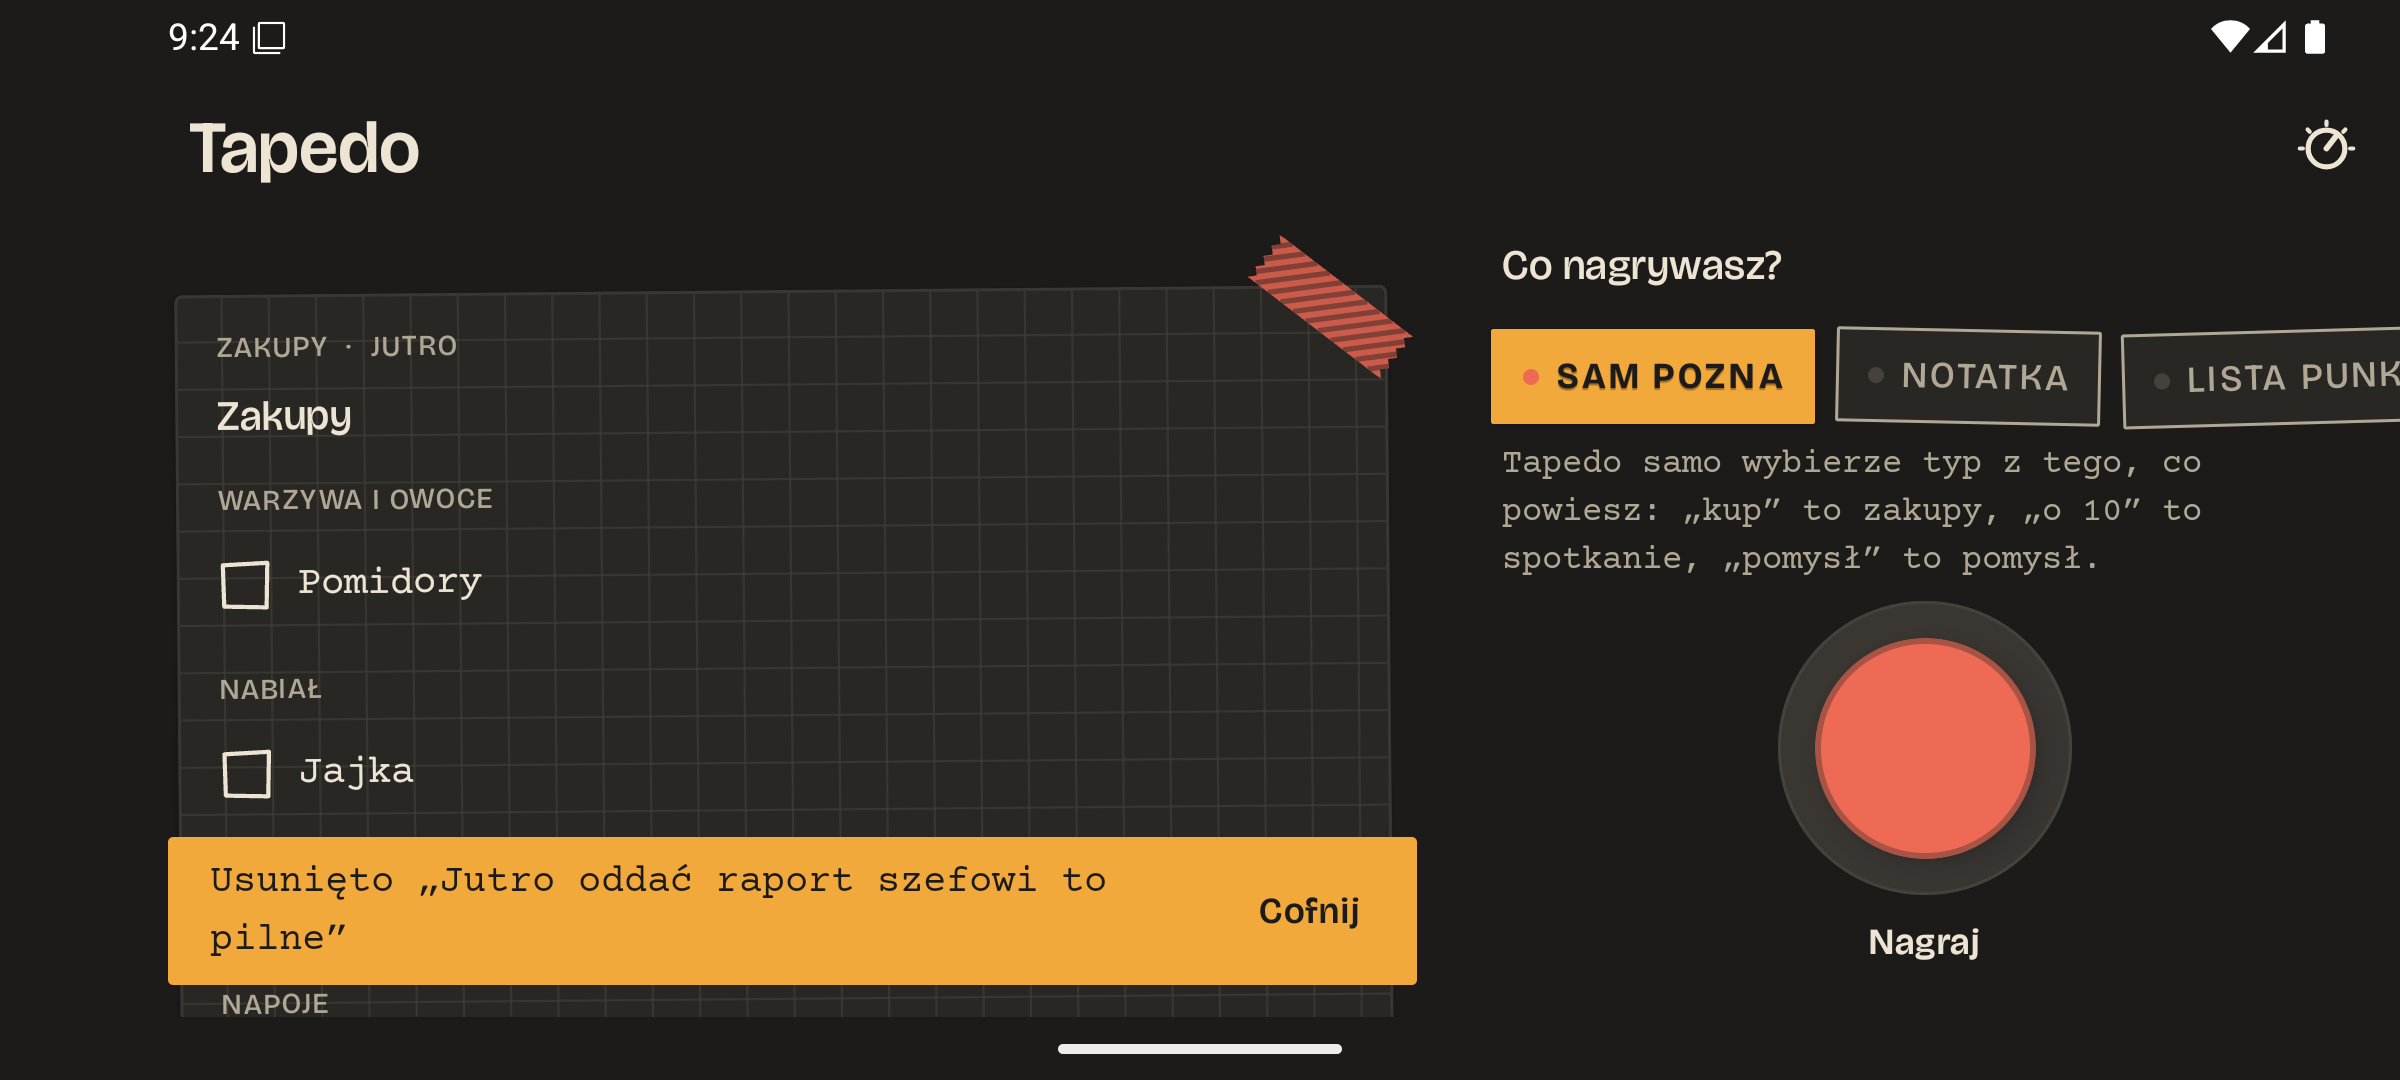 9:24
Tapedo
ZAKUPY · JUTRO
Zakupy
WARZYWA I OWOCE
Pomidory
NABIAŁ
Jajka
Usunięto „Jutro oddać raport szefowi to
pilne”
Cofnij
NAPOJE
Co nagrywasz?
SAM POZNA
NOTATKA
LISTA PUNK
Tapedo samo wybierze typ z tego, co
powiesz: „kup” to zakupy, „o 10” to
spotkanie, „pomysł” to pomysł.
Nagraj